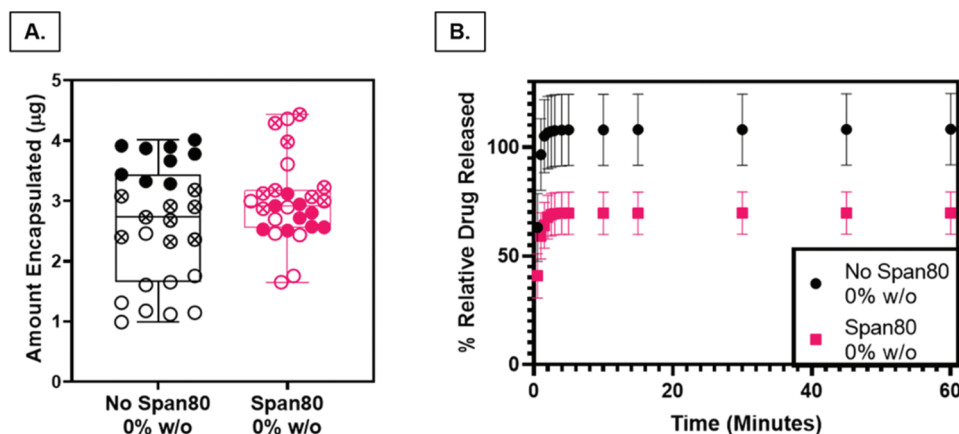 A.
Amount Encapsulated (µg)
5
4
3
2
1
0
No Span80
0% w/o
Span80
0% w/o
B.
% Relative Drug Released
100
50
0
0
20
40
60
Time (Minutes)
No Span80
0% w/o
Span80
0% w/o